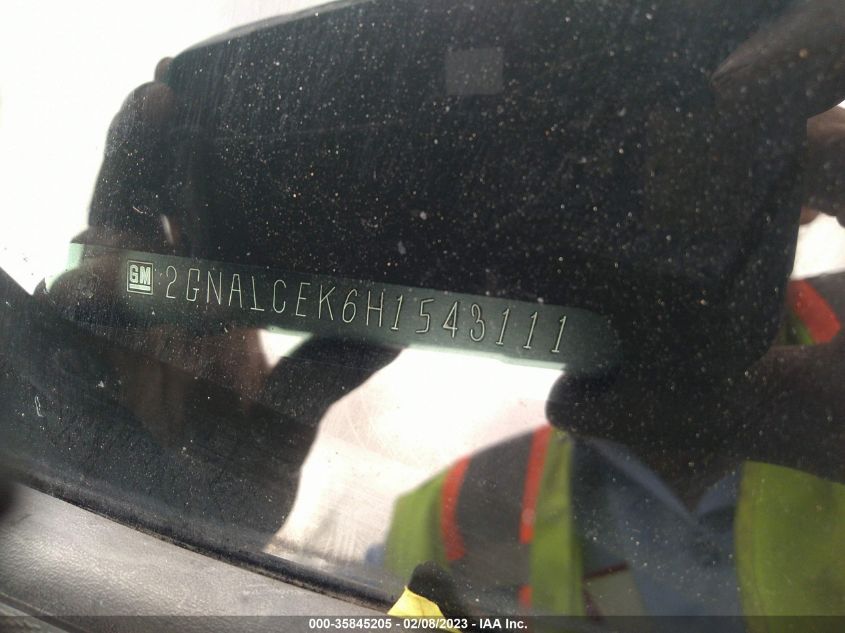 GM 2GNALCEK6H1543111
000-35845205 - 02/08/2023 - IAA Inc.